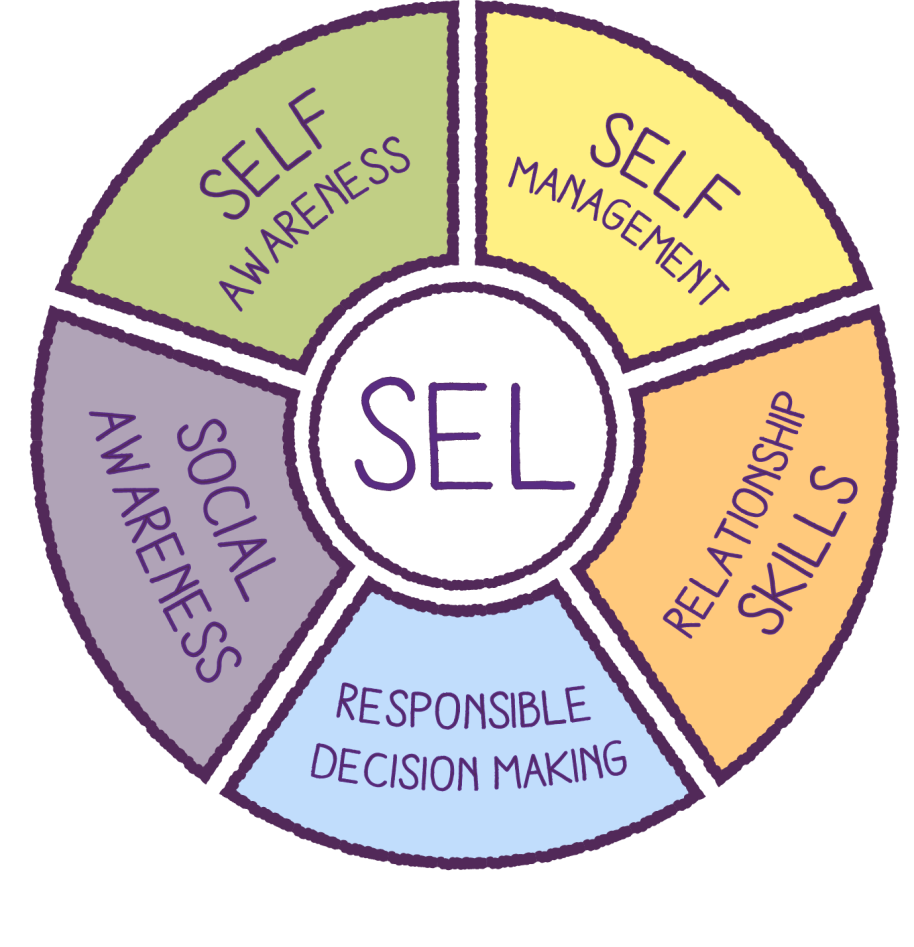 SELF
AWARENESS
SELF
MANAGEMENT
SEL
SOCIAL
AWARENESS
RELATIONSHIP
SKILLS
RESPONSIBLE
DECISION MAKING